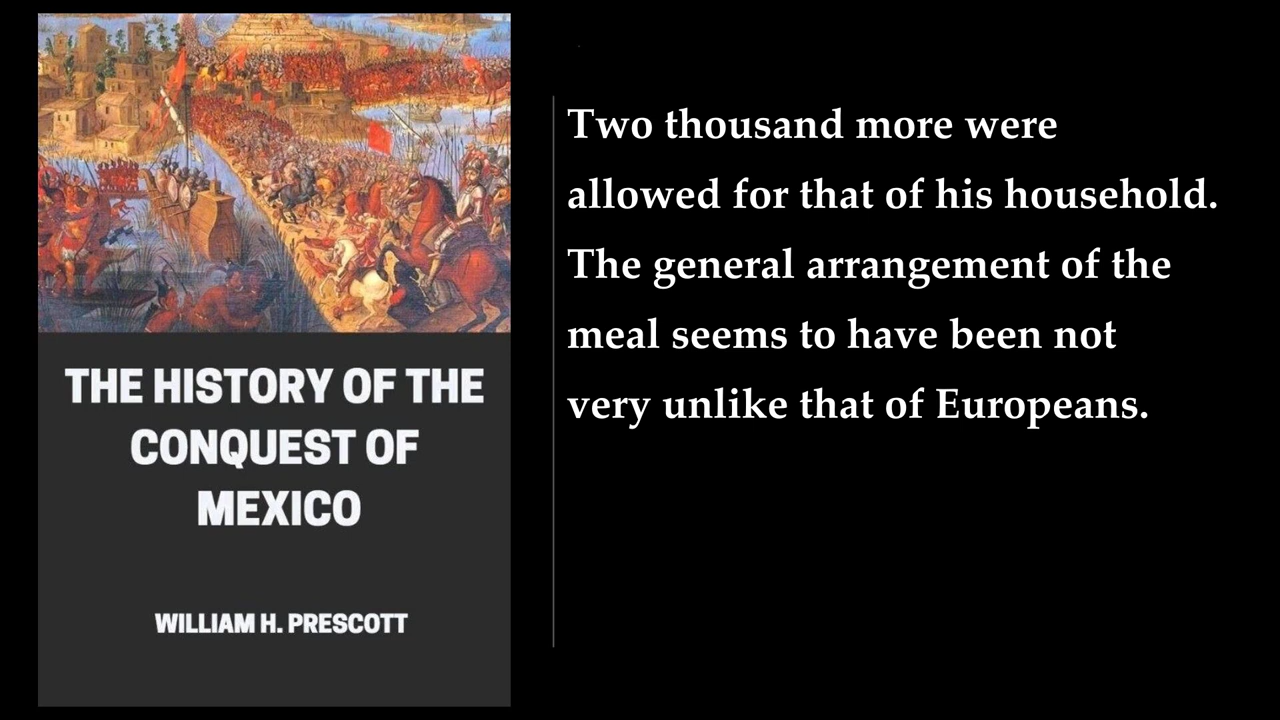 THE HISTORY OF THE
CONQUEST OF
MEXICO
WILLIAM H. PRESCOTT
Two thousand more were
allowed for that of his household.
The general arrangement of the
meal seems to have been not
very unlike that of Europeans.